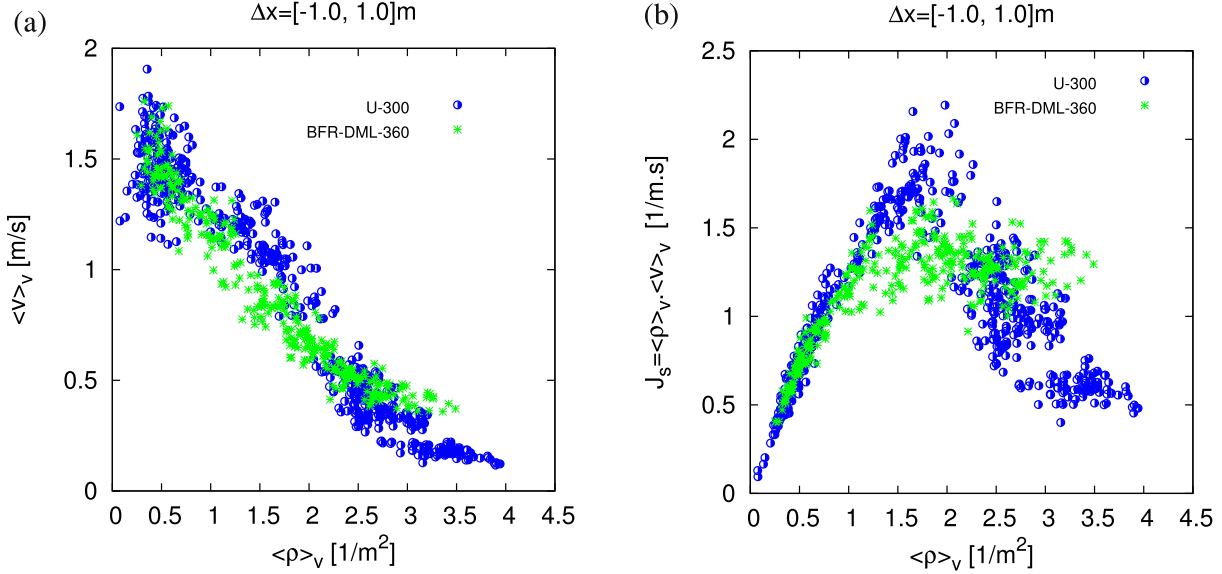 (a)
Δx=[-1.0, 1.0]m
2
1.5
1
0.5
0
U-300
BFR-DML-360
<v>v [m/s]
0 0.5 1 1.5 2 2.5 3 3.5 4 4.5
<ρ>v [1/m²]
(b)
Δx=[-1.0, 1.0]m
2.5
2
1.5
1
0.5
0
U-300
BFR-DML-360
Js=<ρ>v.<v>v [1/m.s]
0 0.5 1 1.5 2 2.5 3 3.5 4 4.5
<ρ>v [1/m²]